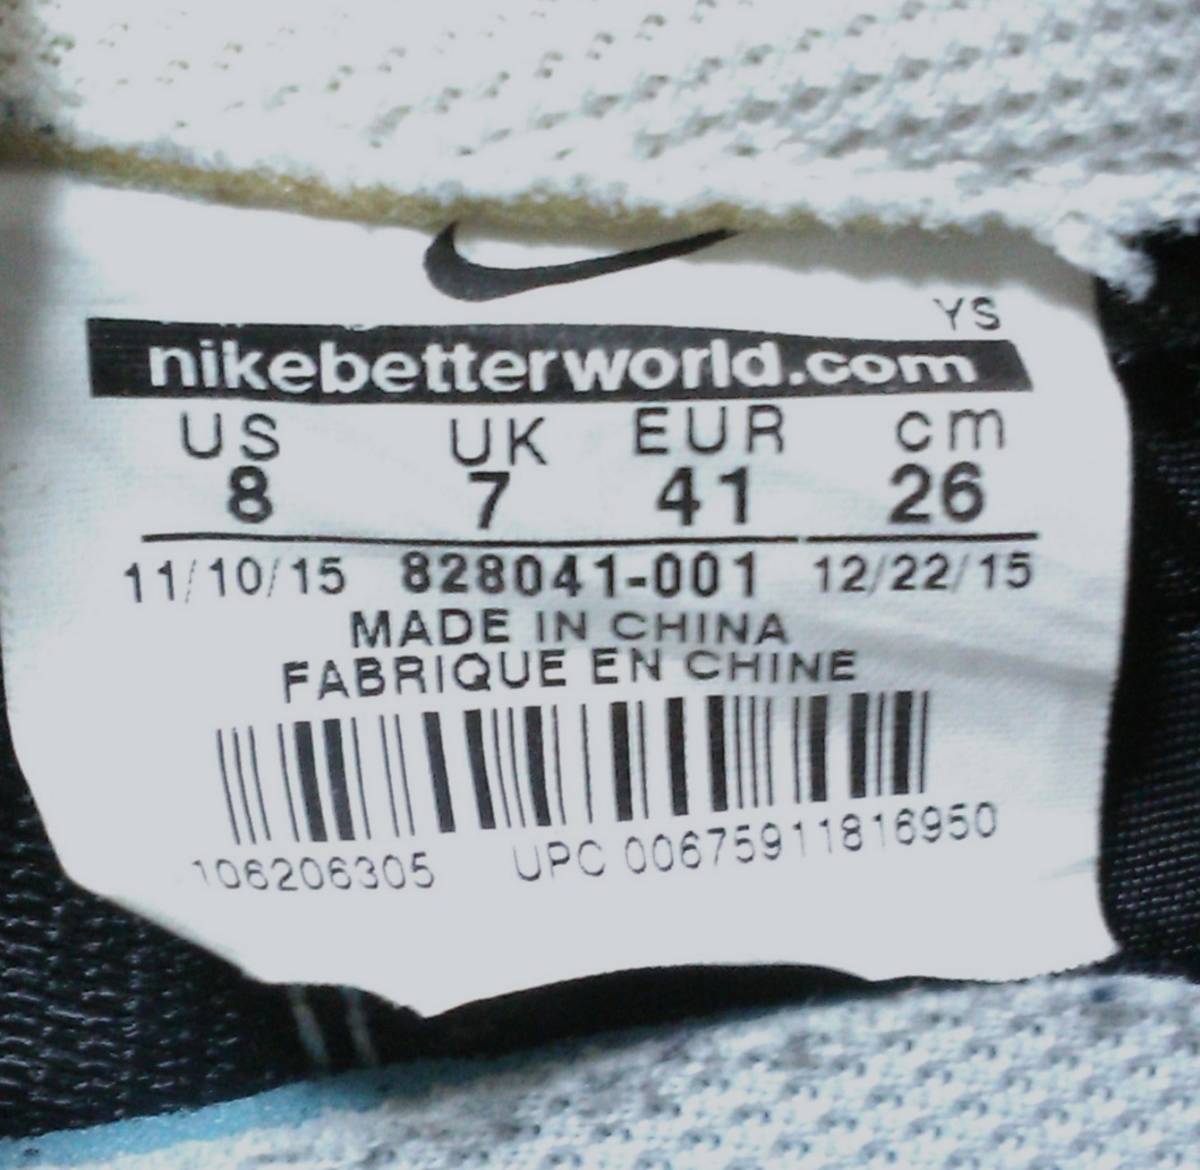 YS
nikebetterworld.com
US UK EUR cm
8 7 41 26
11/10/15 828041-001 12/22/15
MADE IN CHINA
FABRIQUE EN CHINE
106206305 UPC 00675911816950